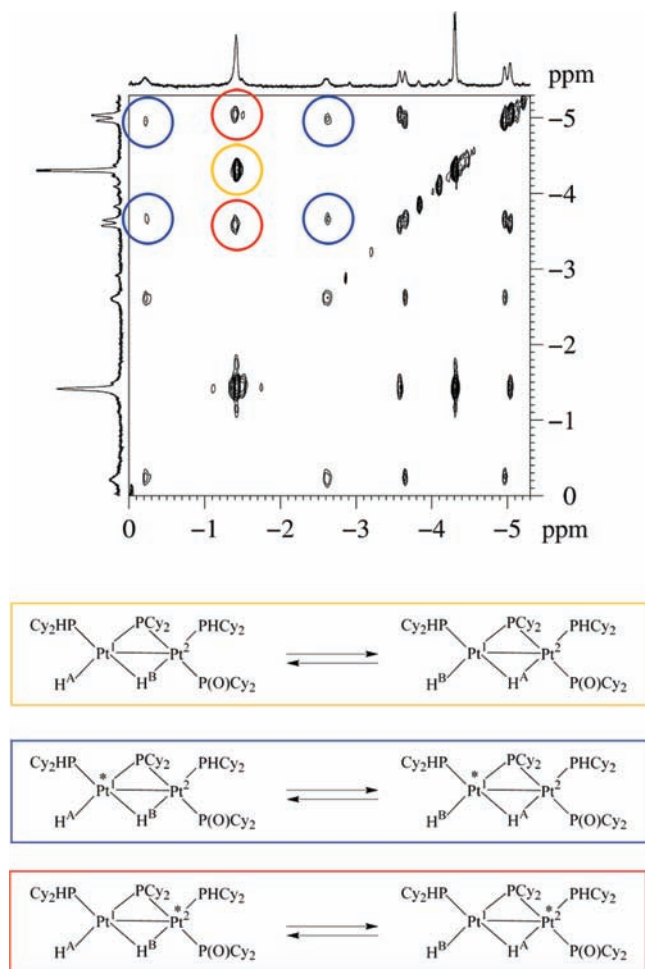 ppm
−5
−4
−3
−2
−1
0
0 −1 −2 −3 −4 −5 ppm
Cy₂HP PCy₂ PHCy₂ Cy₂HP PCy₂ PHCy₂
Pt¹ Pt² Pt¹ Pt²
Hᴬ Hᴮ P(O)Cy₂ Hᴮ Hᴬ P(O)Cy₂
Cy₂HP PCy₂ PHCy₂ Cy₂HP PCy₂ PHCy₂
* *
Pt¹ Pt² Pt¹ Pt²
Hᴬ Hᴮ P(O)Cy₂ Hᴮ Hᴬ P(O)Cy₂
Cy₂HP PCy₂ PHCy₂ Cy₂HP PCy₂ PHCy₂
* *
Pt¹ Pt² Pt¹ Pt²
Hᴬ Hᴮ P(O)Cy₂ Hᴮ Hᴬ P(O)Cy₂